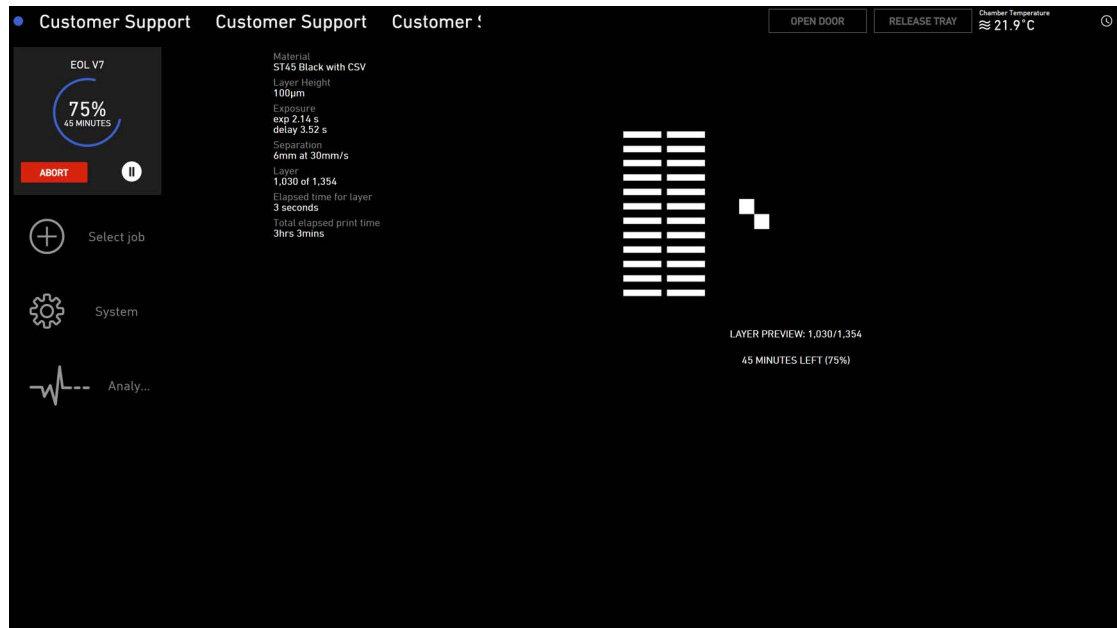 Customer Support Customer Support Customer
OPEN DOOR
RELEASE TRAY
Chamber Temperature
≋ 21.9°C
EOL V7
75%
45 MINUTES
ABORT
Select job
System
Analy...
Material
ST45 Black with CSV
Layer Height
100µm
Exposure
exp 2.14 s
delay 3.52 s
Separation
6mm at 30mm/s
Layer
1,030 of 1,354
Elapsed time for layer
3 seconds
Total elapsed print time
3hrs 3mins
LAYER PREVIEW: 1,030/1,354
45 MINUTES LEFT (75%)